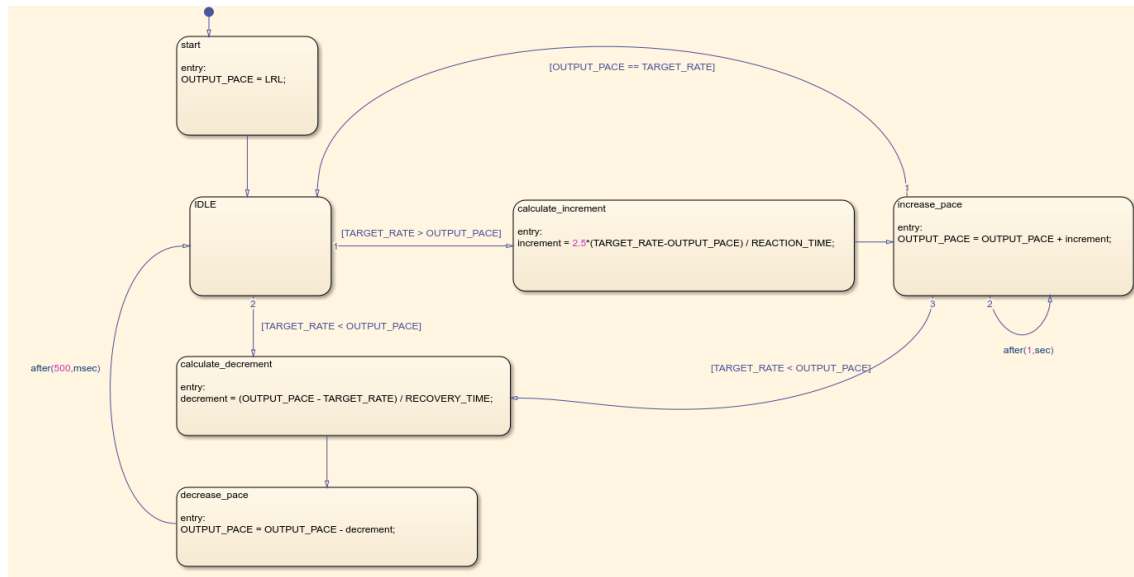 start
entry:
OUTPUT_PACE = LRL;
[OUTPUT_PACE == TARGET_RATE]
1
IDLE
[TARGET_RATE > OUTPUT_PACE]
1
calculate_increment
entry:
increment = 2.5*(TARGET_RATE-OUTPUT_PACE) / REACTION_TIME;
increase_pace
entry:
OUTPUT_PACE = OUTPUT_PACE + increment;
2
3
2
[TARGET_RATE < OUTPUT_PACE]
after(1,sec)
calculate_decrement
entry:
decrement = (OUTPUT_PACE - TARGET_RATE) / RECOVERY_TIME;
[TARGET_RATE < OUTPUT_PACE]
after(500,msec)
decrease_pace
entry:
OUTPUT_PACE = OUTPUT_PACE - decrement;